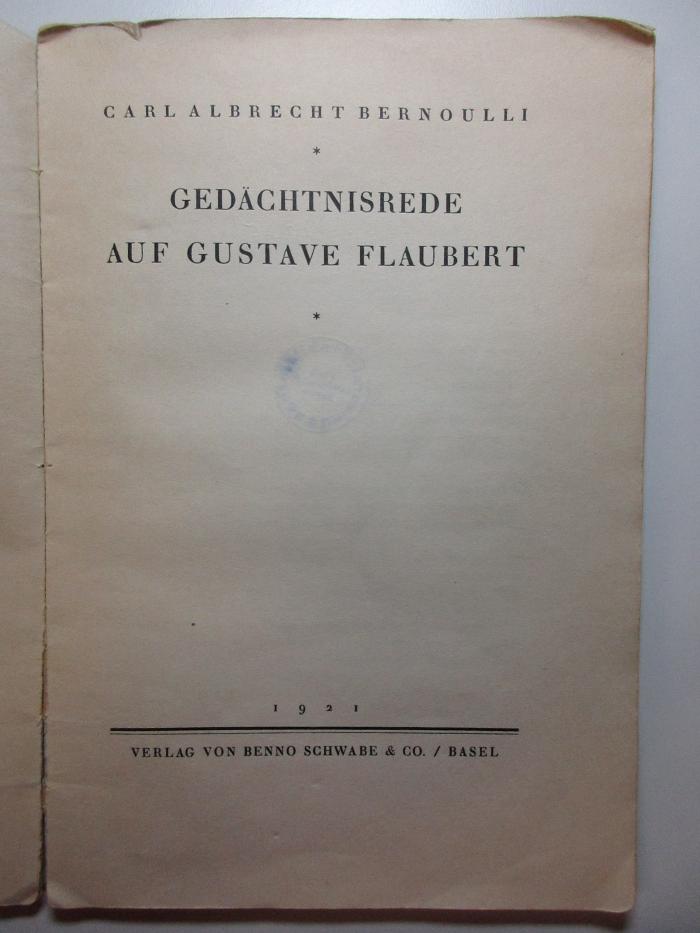 CARL ALBRECHT BERNOULLI
*
GEDÄCHTNISREDE
AUF GUSTAVE FLAUBERT
*
1921
VERLAG VON BENNO SCHWABE & CO. / BASEL